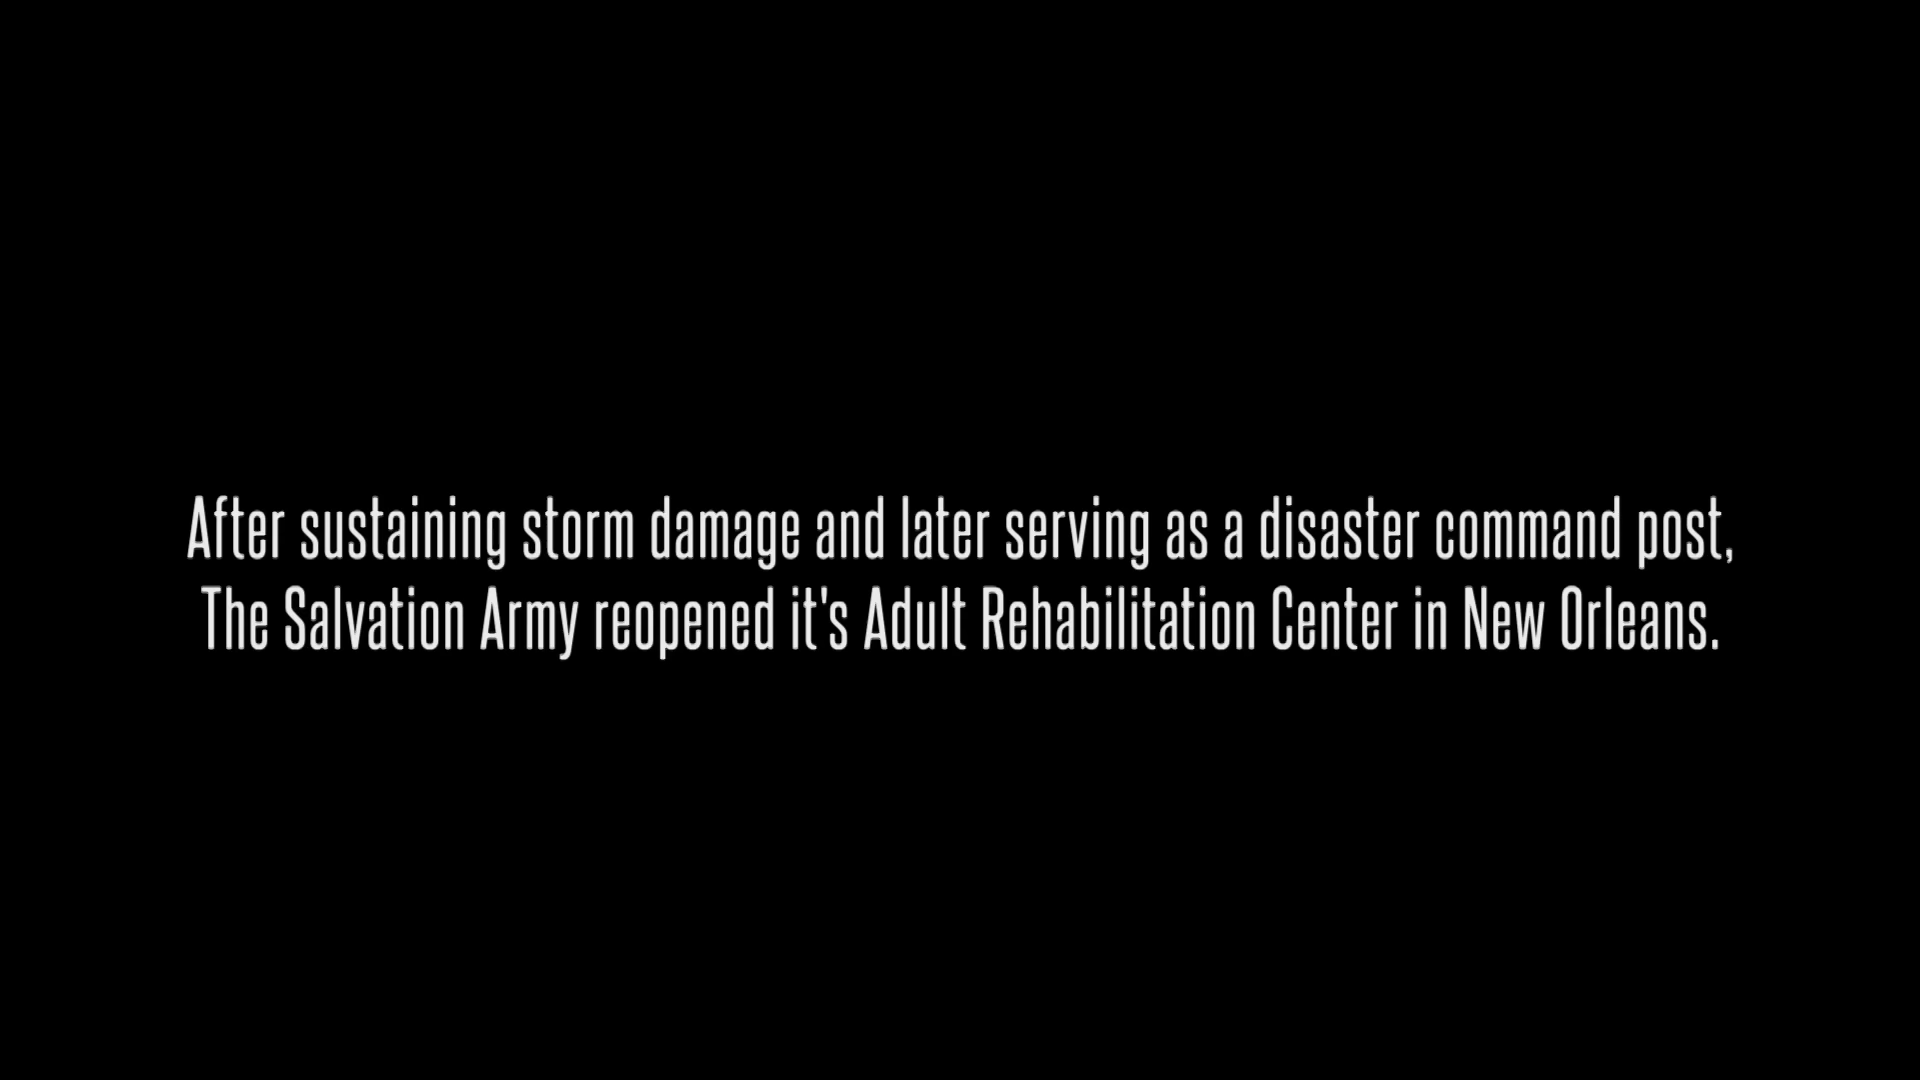 After sustaining storm damage and later serving as a disaster command post,
The Salvation Army reopened it's Adult Rehabilitation Center in New Orleans.